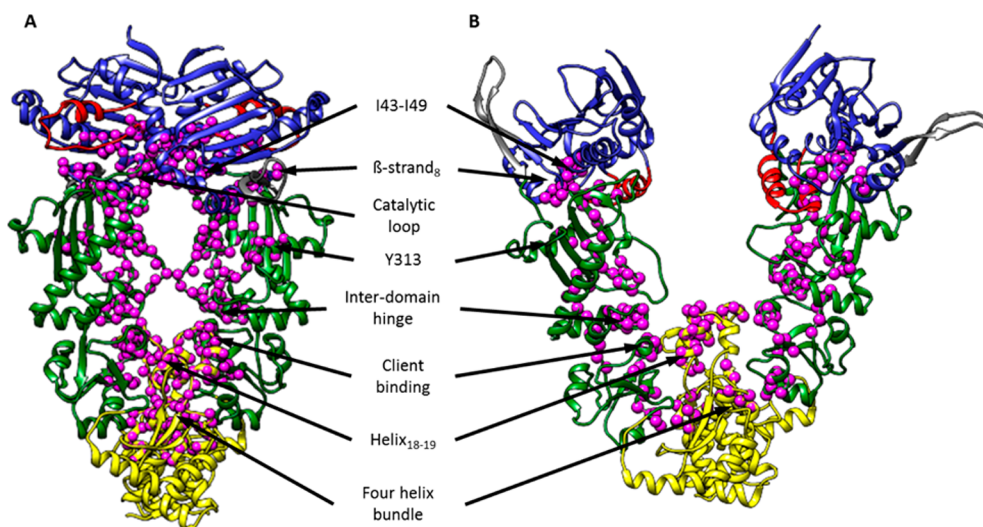 A
B
I43-I49
ß-strand₈
Catalytic
loop
Y313
Inter-domain
hinge
Client
binding
Helix₁₈₋₁₉
Four helix
bundle